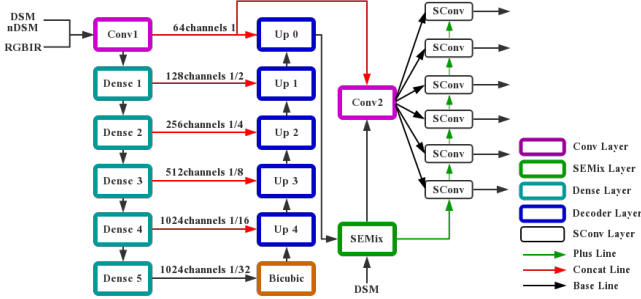 DSM
nDSM
RGBIR
Conv1
64channels 1
Up 0
SConv
SConv
Dense 1
128channels 1/2
Up 1
SConv
Conv2
Dense 2
256channels 1/4
Up 2
SConv
SConv
Dense 3
512channels 1/8
Up 3
SConv
Dense 4
1024channels 1/16
Up 4
SEMix
Dense 5
1024channels 1/32
Bicubic
DSM
Conv Layer
SEMix Layer
Dense Layer
Decoder Layer
SConv Layer
Plus Line
Concat Line
Base Line